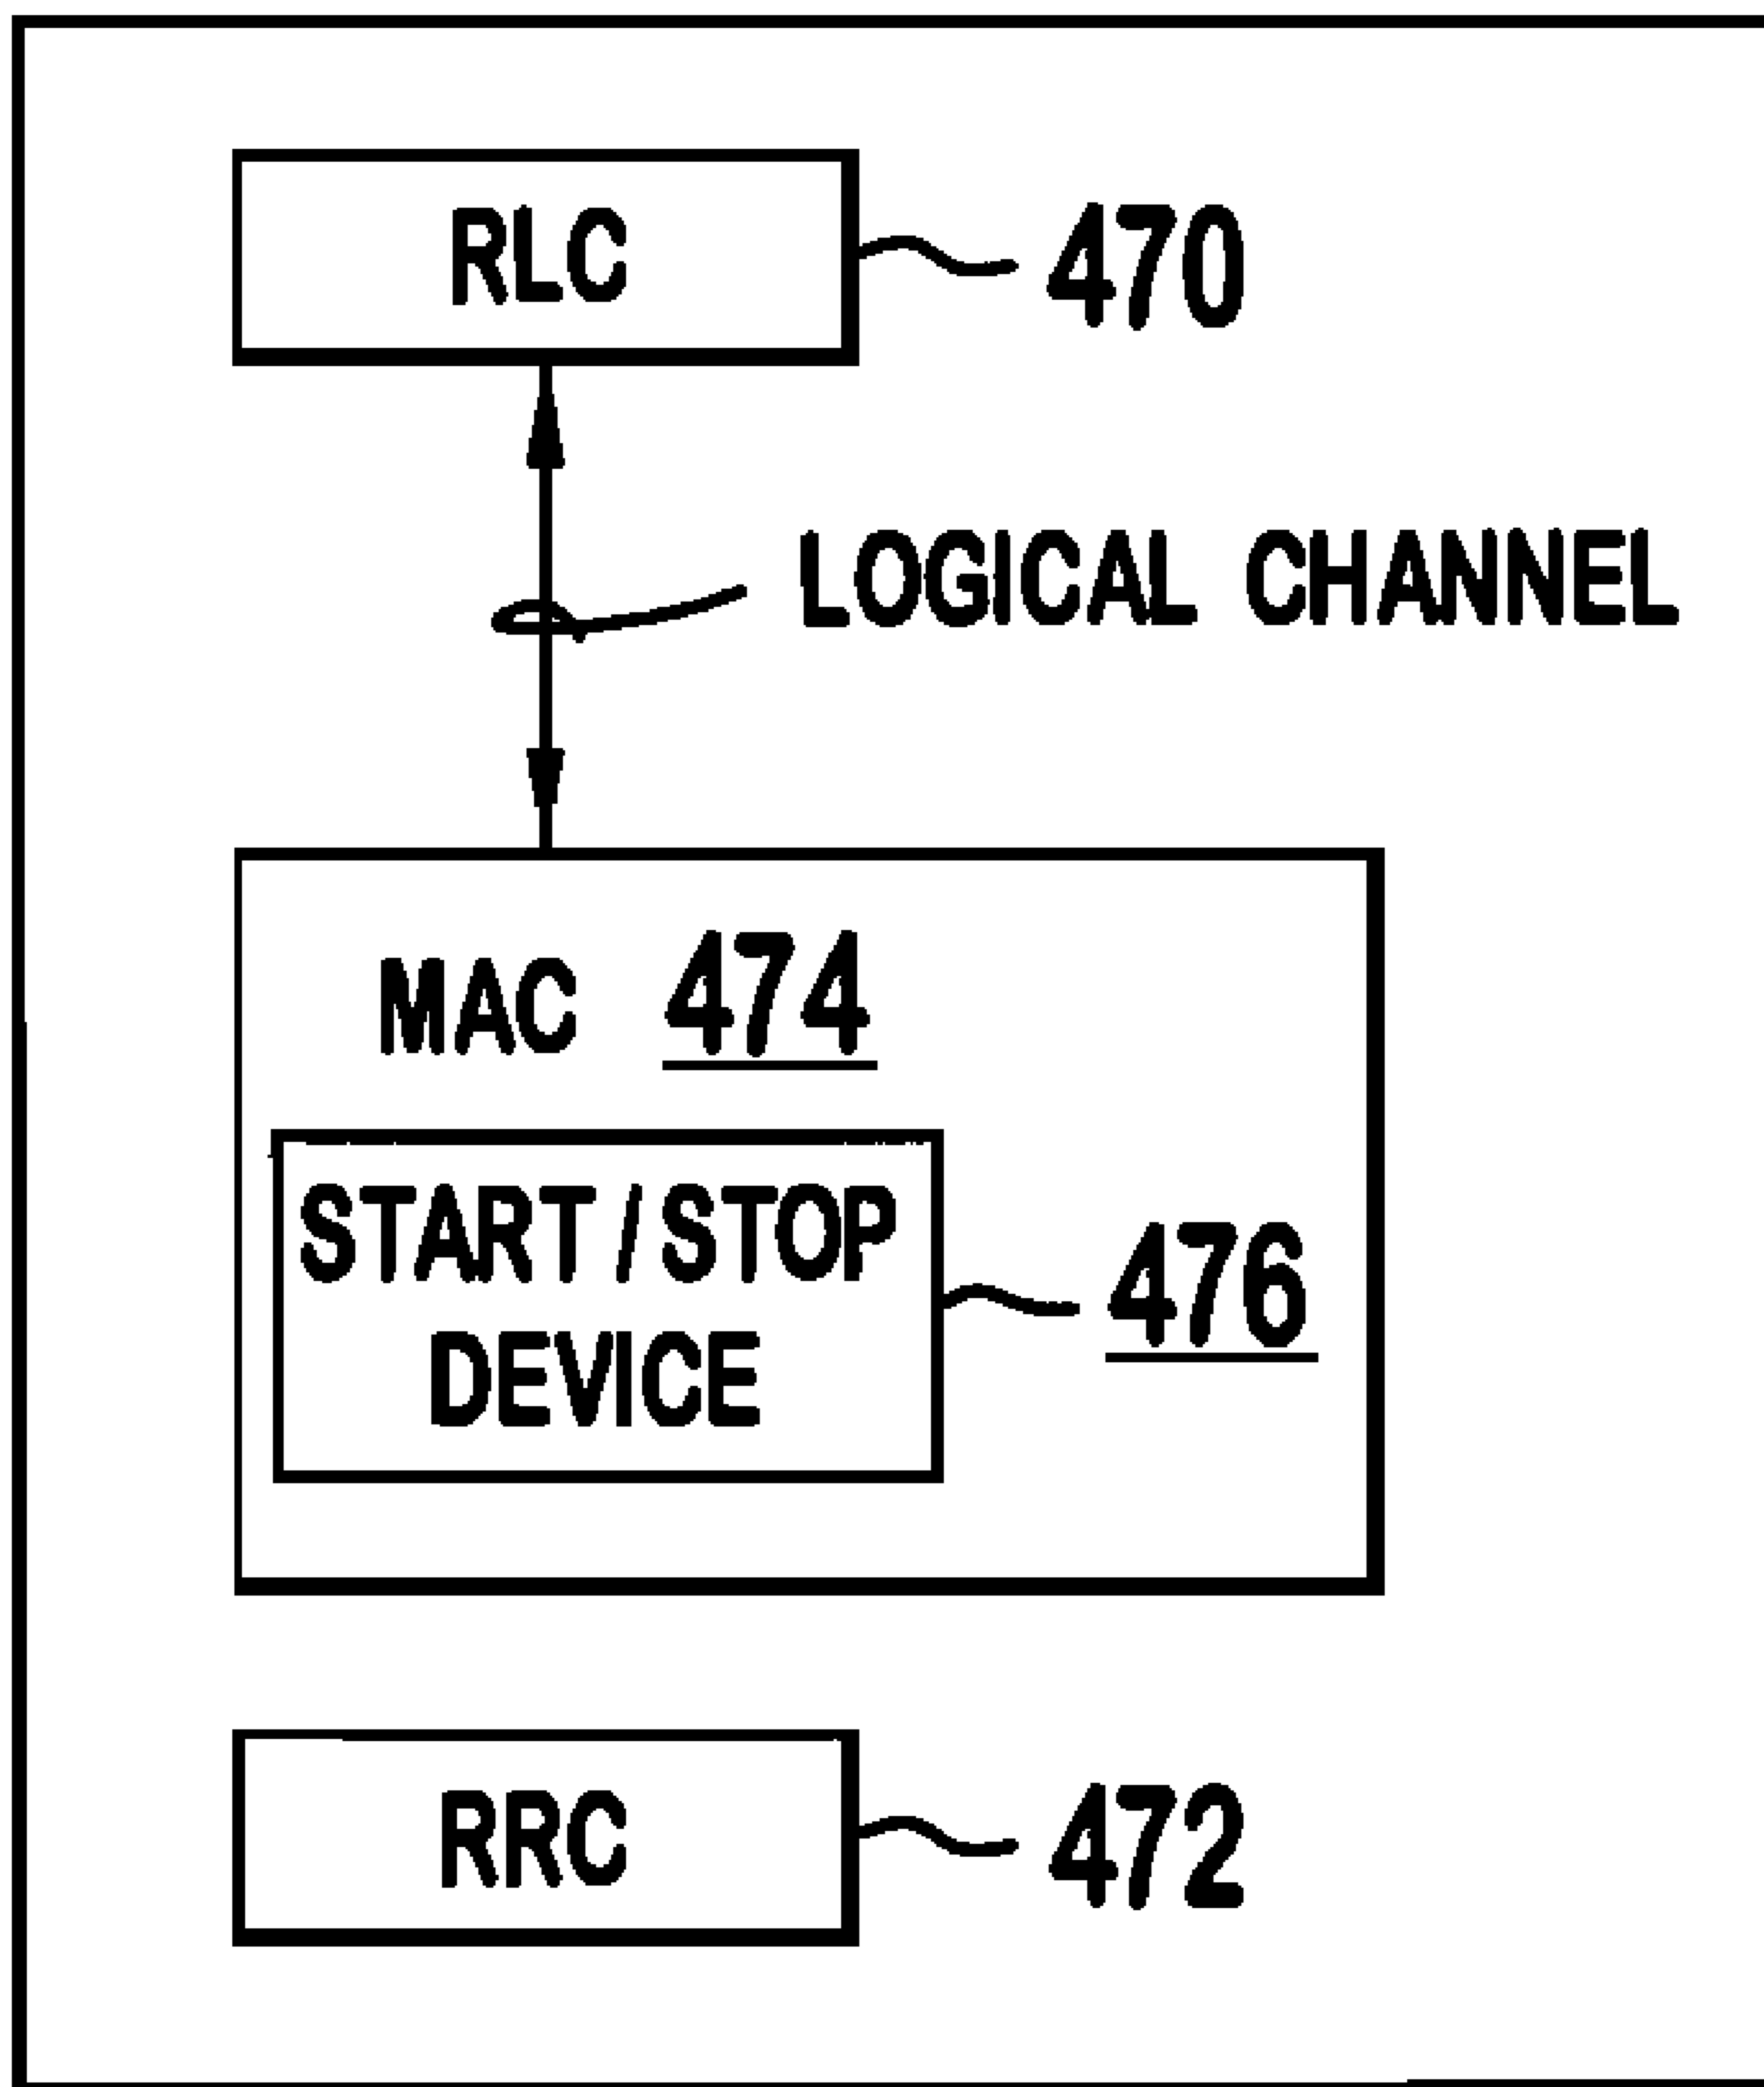 RLC 470
LOGICAL CHANNEL
MAC 474
START/STOP
DEVICE
476
RRC 472